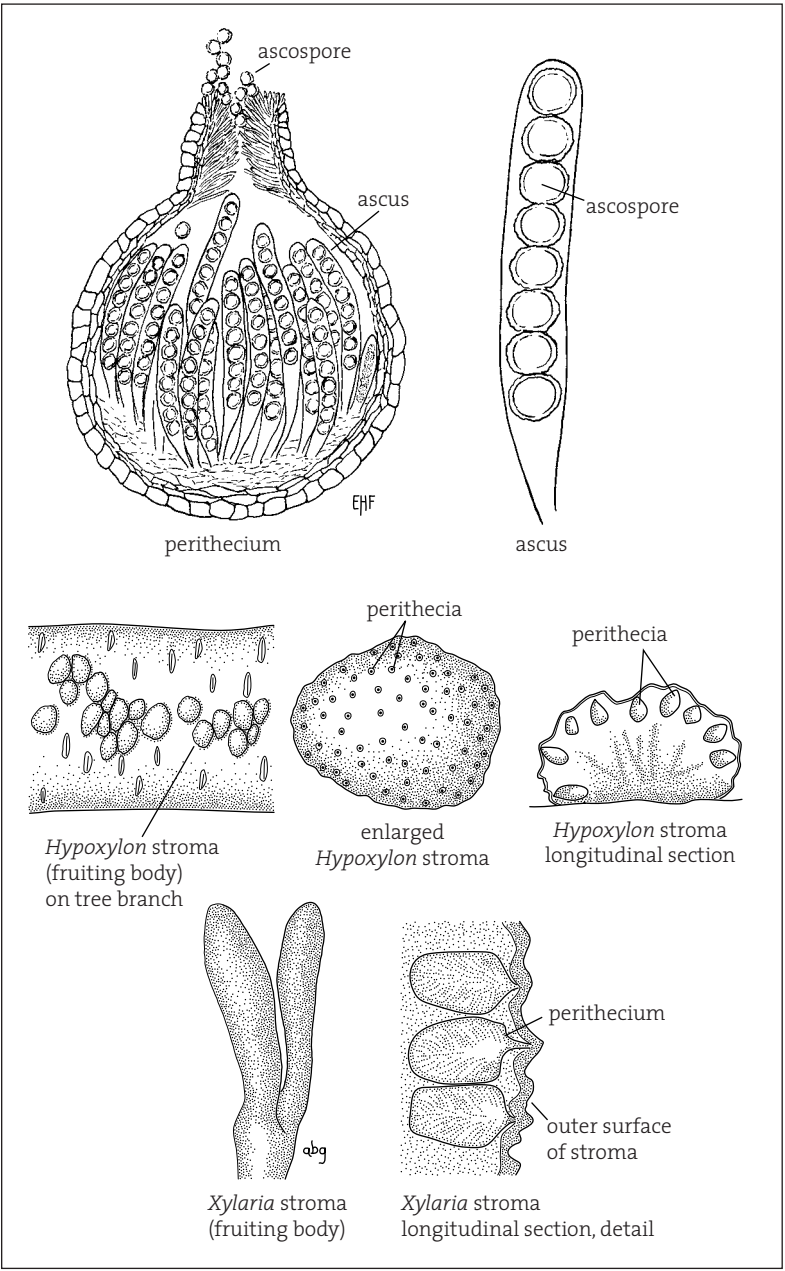 ascospore
ascus
EHF
perithecium
ascospore
ascus
perithecia
perithecia
Hypoxylon stroma
(fruiting body)
on tree branch
enlarged
Hypoxylon stroma
Hypoxylon stroma
longitudinal section
perithecium
outer surface
of stroma
abg
Xylaria stroma
(fruiting body)
Xylaria stroma
longitudinal section, detail